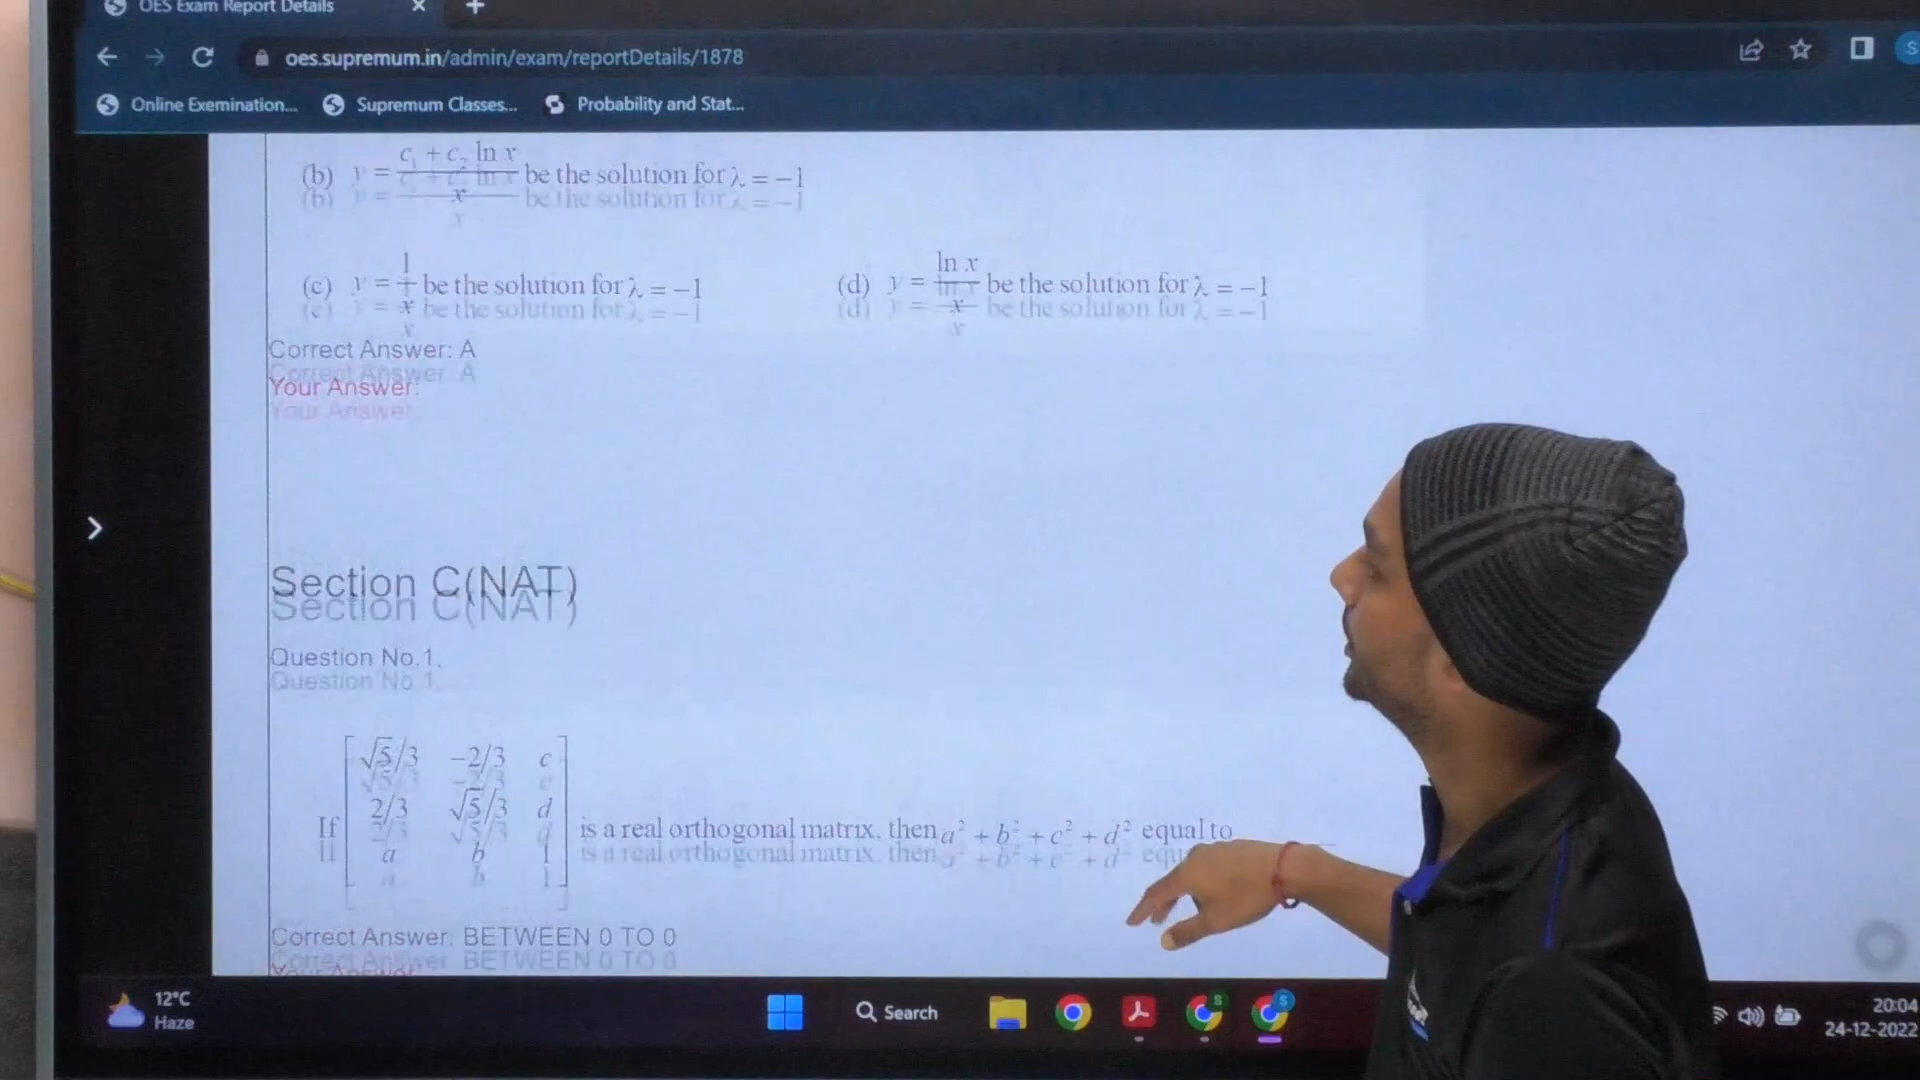 OES Exam Report Details
oes.supremum.in/admin/exam/reportDetails/1878
Online Exemination... Supremum Classes... Probability and Stat...
(b) y = (c₁ + c₂ ln x)/x be the solution for λ = −1
(c) y = 1/x be the solution for λ = −1 (d) y = ln x/x be the solution for λ = −1
Correct Answer: A
Your Answer:
Section C(NAT)
Question No.1.
√5/3 −2/3 c
2/3 √5/3 d
If a b 1 is a real orthogonal matrix, then a² + b² + c² + d² equal to
Correct Answer: BETWEEN 0 TO 0
Your Answer:
12°C
Haze
Search
20:04
24-12-2022